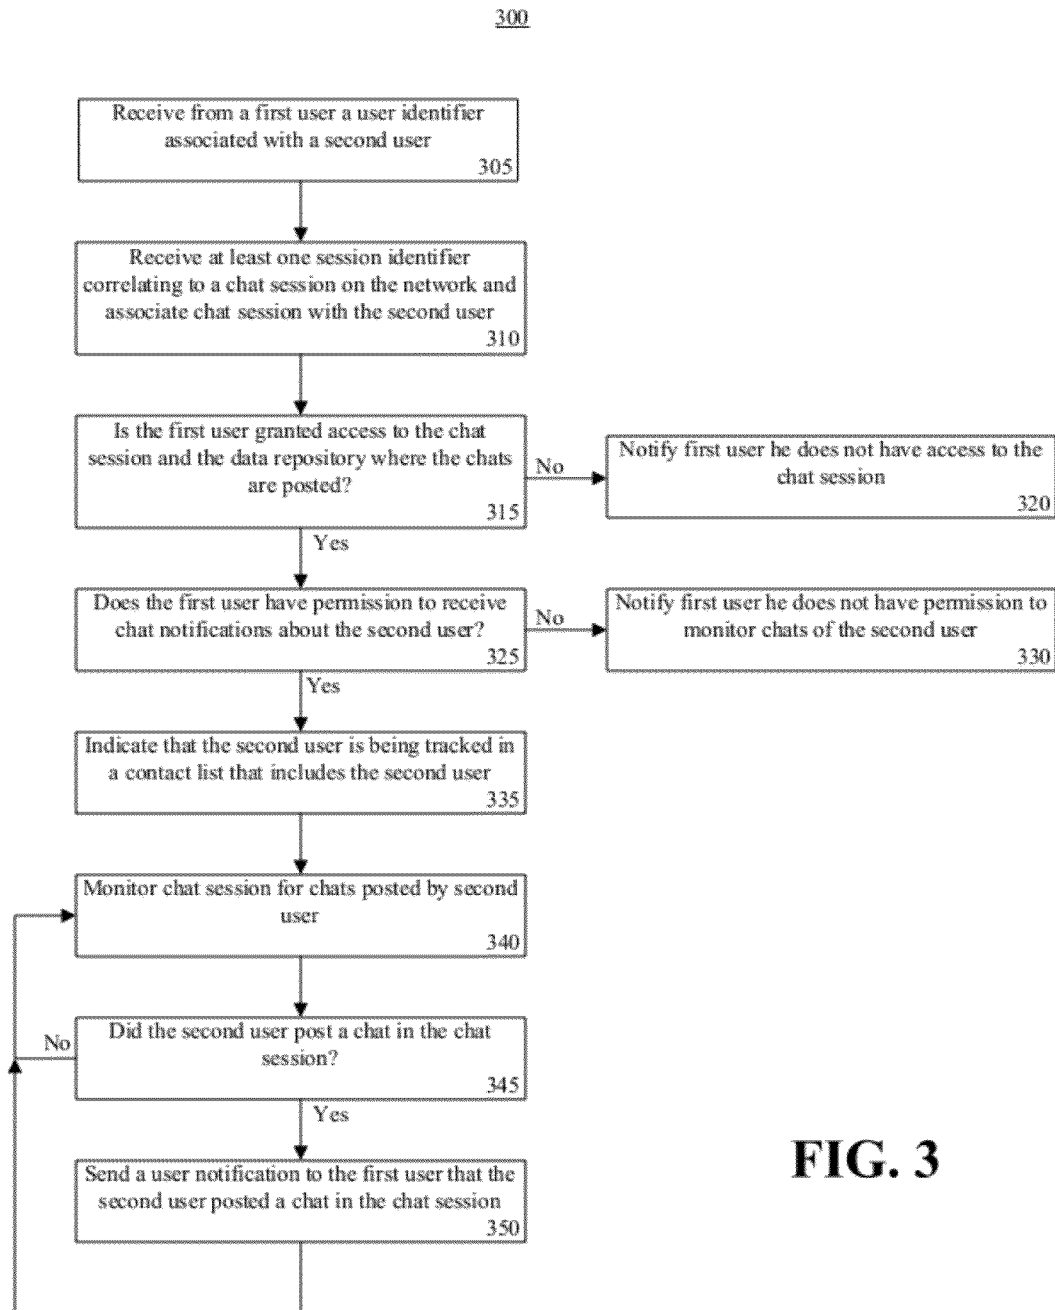 300
Receive from a first user a user identifier
associated with a second user
305
Receive at least one session identifier
correlating to a chat session on the network and
associate chat session with the second user
310
Is the first user granted access to the chat
session and the data repository where the chats
are posted?
315
No
Notify first user he does not have access to the
chat session
320
Yes
Does the first user have permission to receive
chat notifications about the second user?
325
No
Notify first user he does not have permission to
monitor chats of the second user
330
Yes
Indicate that the second user is being tracked in
a contact list that includes the second user
335
Monitor chat session for chats posted by second
user
340
Did the second user post a chat in the chat
session?
345
No
Yes
Send a user notification to the first user that the
second user posted a chat in the chat session
350
FIG. 3